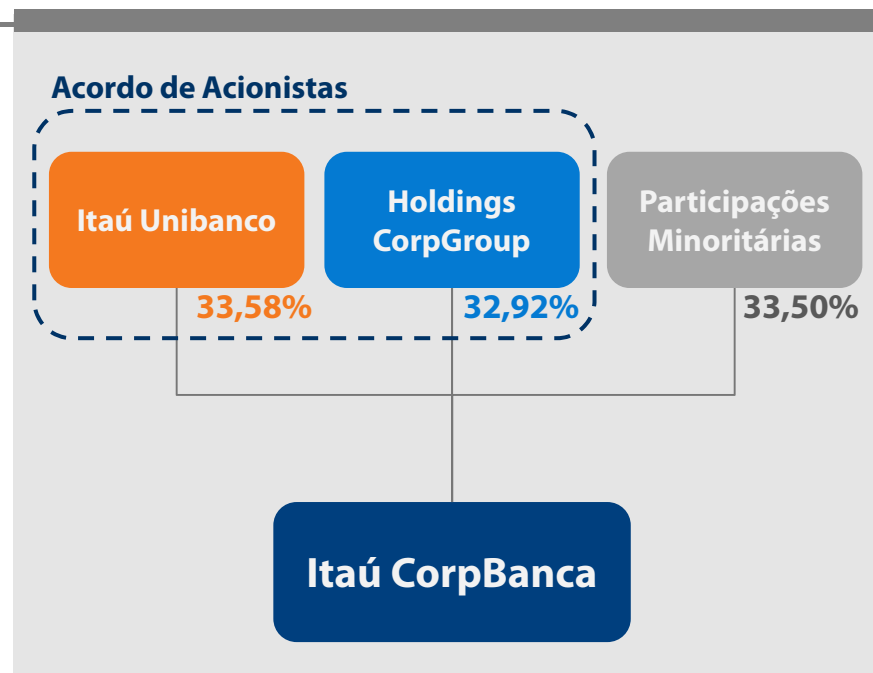 Acordo de Acionistas
Itaú Unibanco
Holdings
CorpGroup
Participações
Minoritárias
33,58%
32,92%
33,50%
Itaú CorpBanca